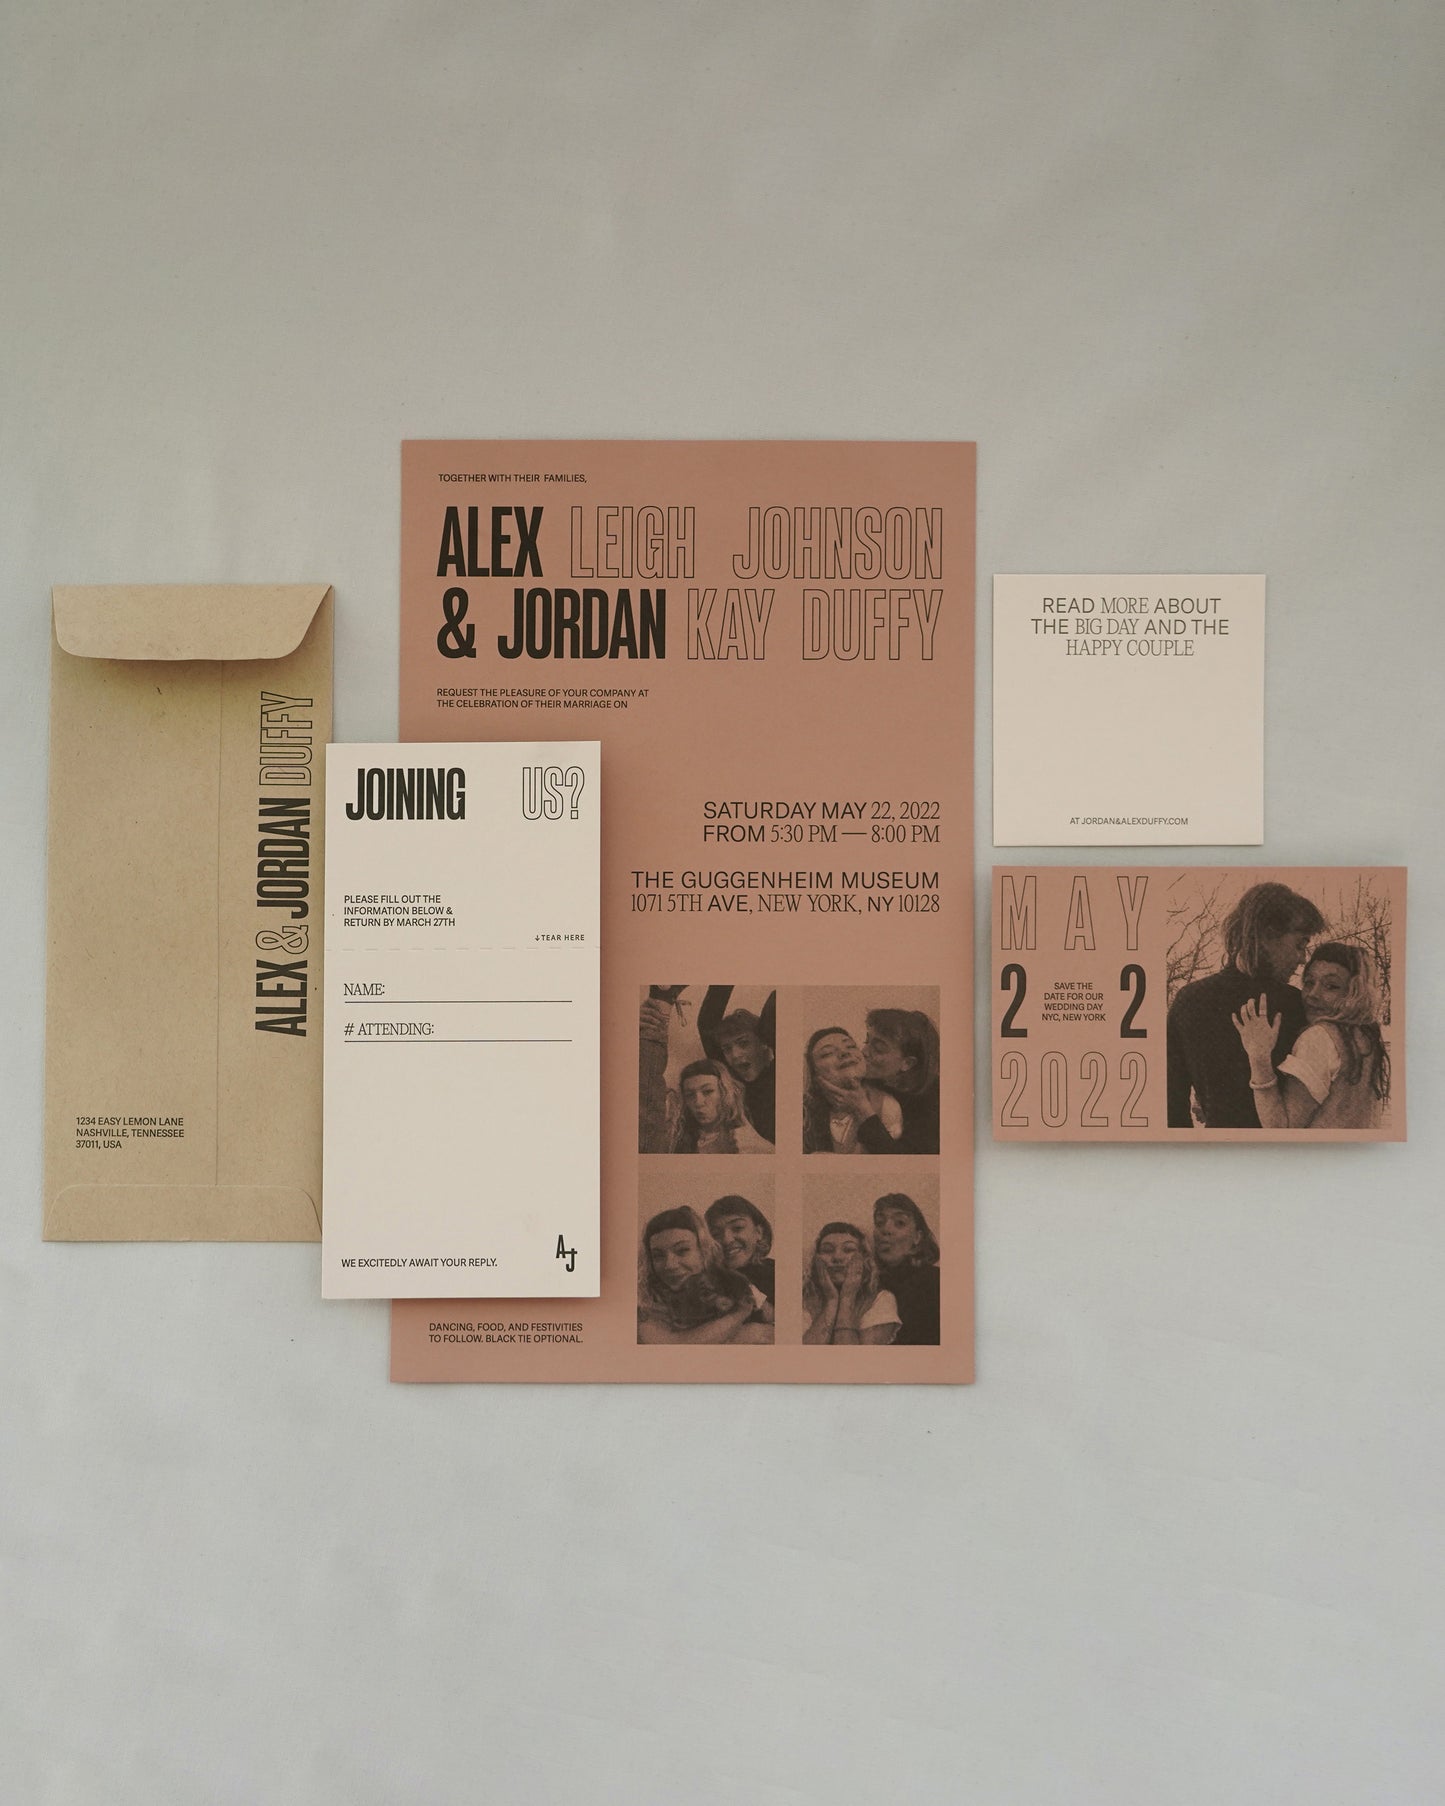 TOGETHER WITH THEIR FAMILIES,
ALEX LEIGH JOHNSON
& JORDAN KAY DUFFY
REQUEST THE PLEASURE OF YOUR COMPANY AT
THE CELEBRATION OF THEIR MARRIAGE ON
SATURDAY MAY 22, 2022
FROM 5:30 PM — 8:00 PM
THE GUGGENHEIM MUSEUM
1071 5TH AVE, NEW YORK, NY 10128
DANCING, FOOD, AND FESTIVITIES
TO FOLLOW. BLACK TIE OPTIONAL.
ALEX & JORDAN DUFFY
1234 EASY LEMON LANE
NASHVILLE, TENNESSEE
37011, USA
JOINING US?
PLEASE FILL OUT THE
INFORMATION BELOW &
RETURN BY MARCH 27TH
↓TEAR HERE
NAME:
# ATTENDING:
WE EXCITEDLY AWAIT YOUR REPLY.
AJ
READ MORE ABOUT
THE BIG DAY AND THE
HAPPY COUPLE
AT JORDAN&ALEXDUFFY.COM
MAY
2 2
SAVE THE
DATE FOR OUR
WEDDING DAY
NYC, NEW YORK
2022